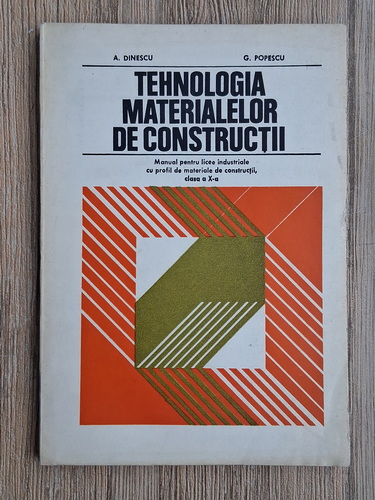 A. DINESCU G. POPESCU
TEHNOLOGIA
MATERIALELOR
DE CONSTRUCȚII
Manual pentru licee industriale
cu profil de materiale de construcții,
clasa a X-a